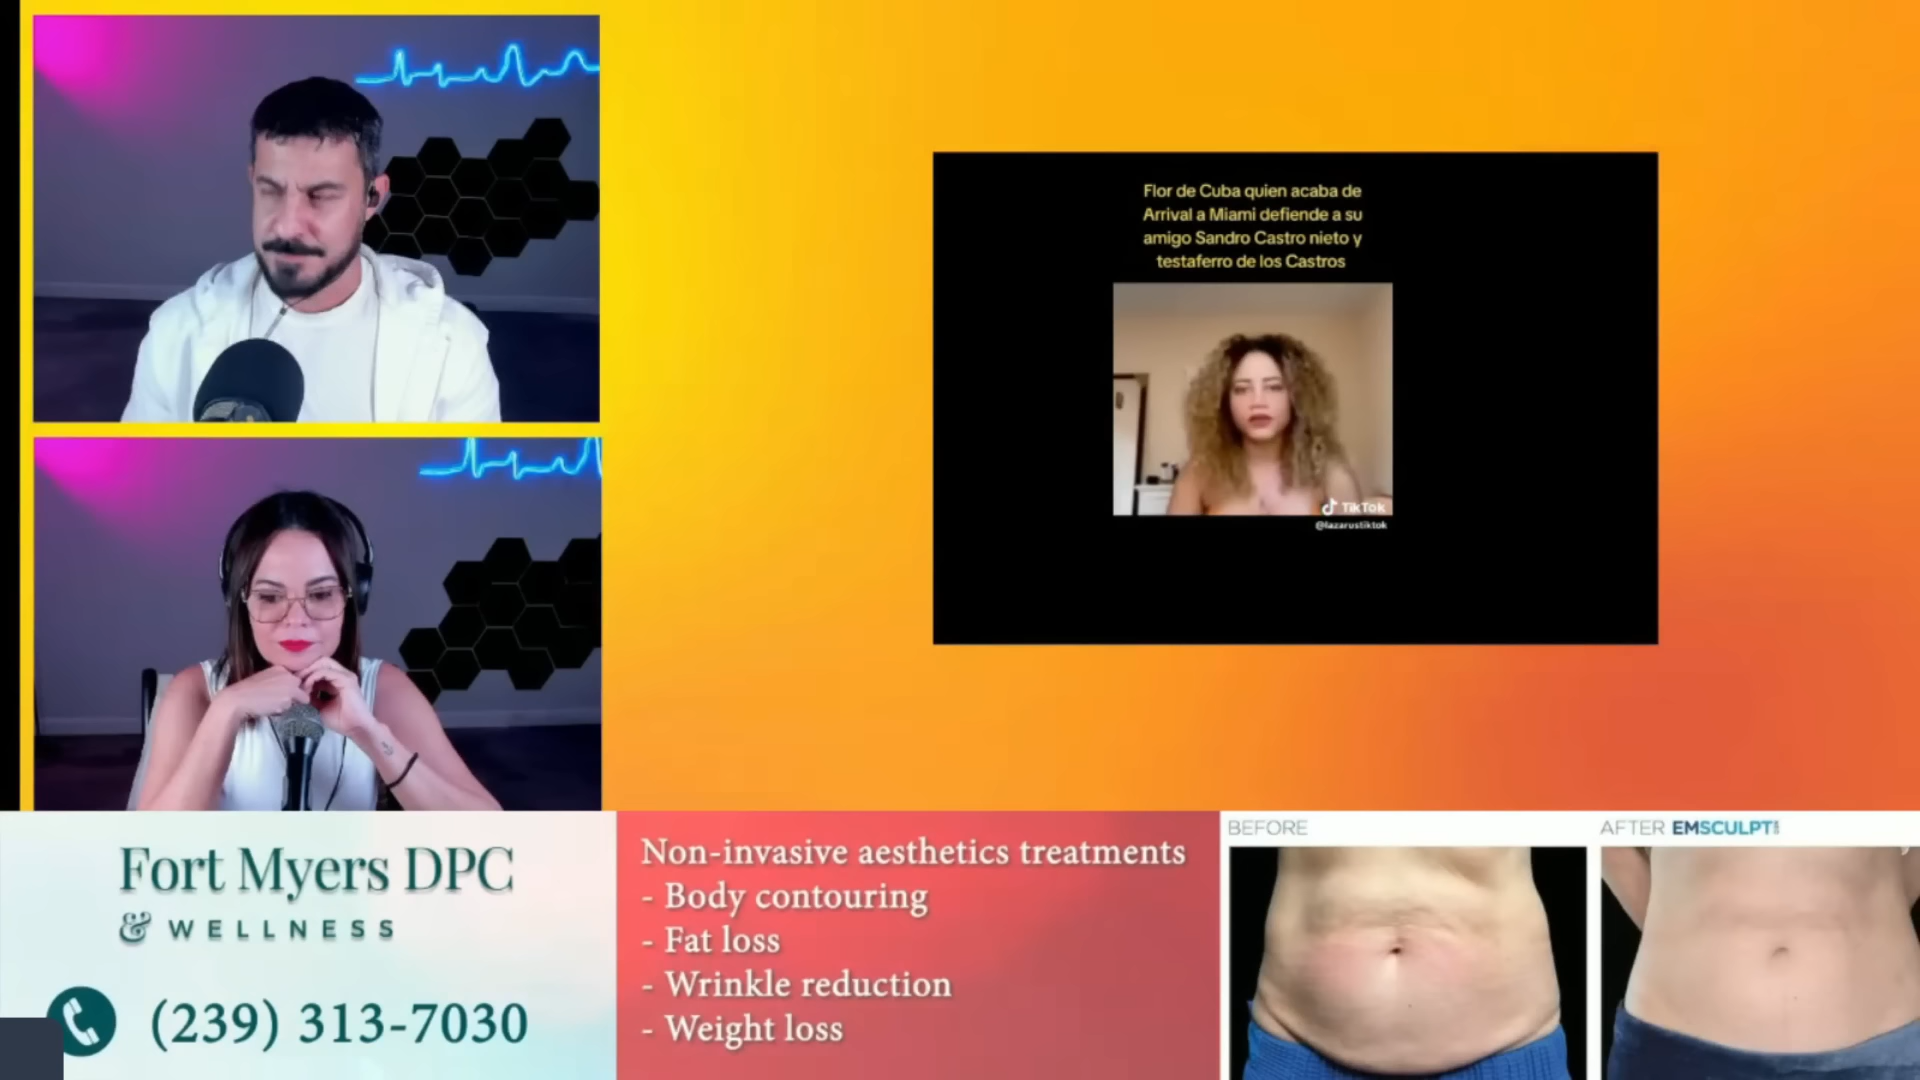 Flor de Cuba quien acaba de
Arrival a Miami defiende a su
amigo Sandro Castro nieto y
testaferro de los Castros
TikTok
@lazarustiktok
Fort Myers DPC
& WELLNESS
(239) 313-7030
Non-invasive aesthetics treatments
- Body contouring
- Fat loss
- Wrinkle reduction
- Weight loss
BEFORE
AFTER EMSCULPT